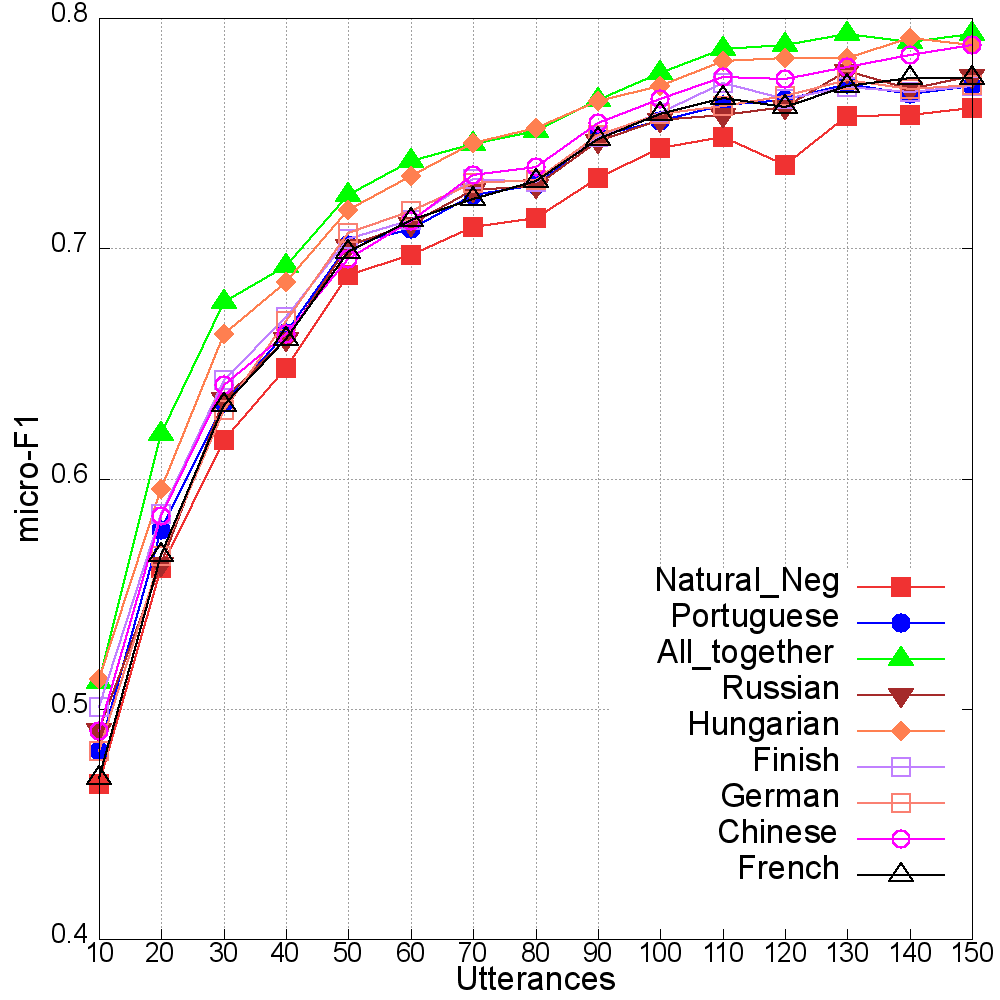 0.8
0.7
0.6
0.5
0.4
micro-F1
Natural_Neg
Portuguese
All_together
Russian
Hungarian
Finish
German
Chinese
French
10 20 30 40 50 60 70 80 90 100 110 120 130 140 150
Utterances